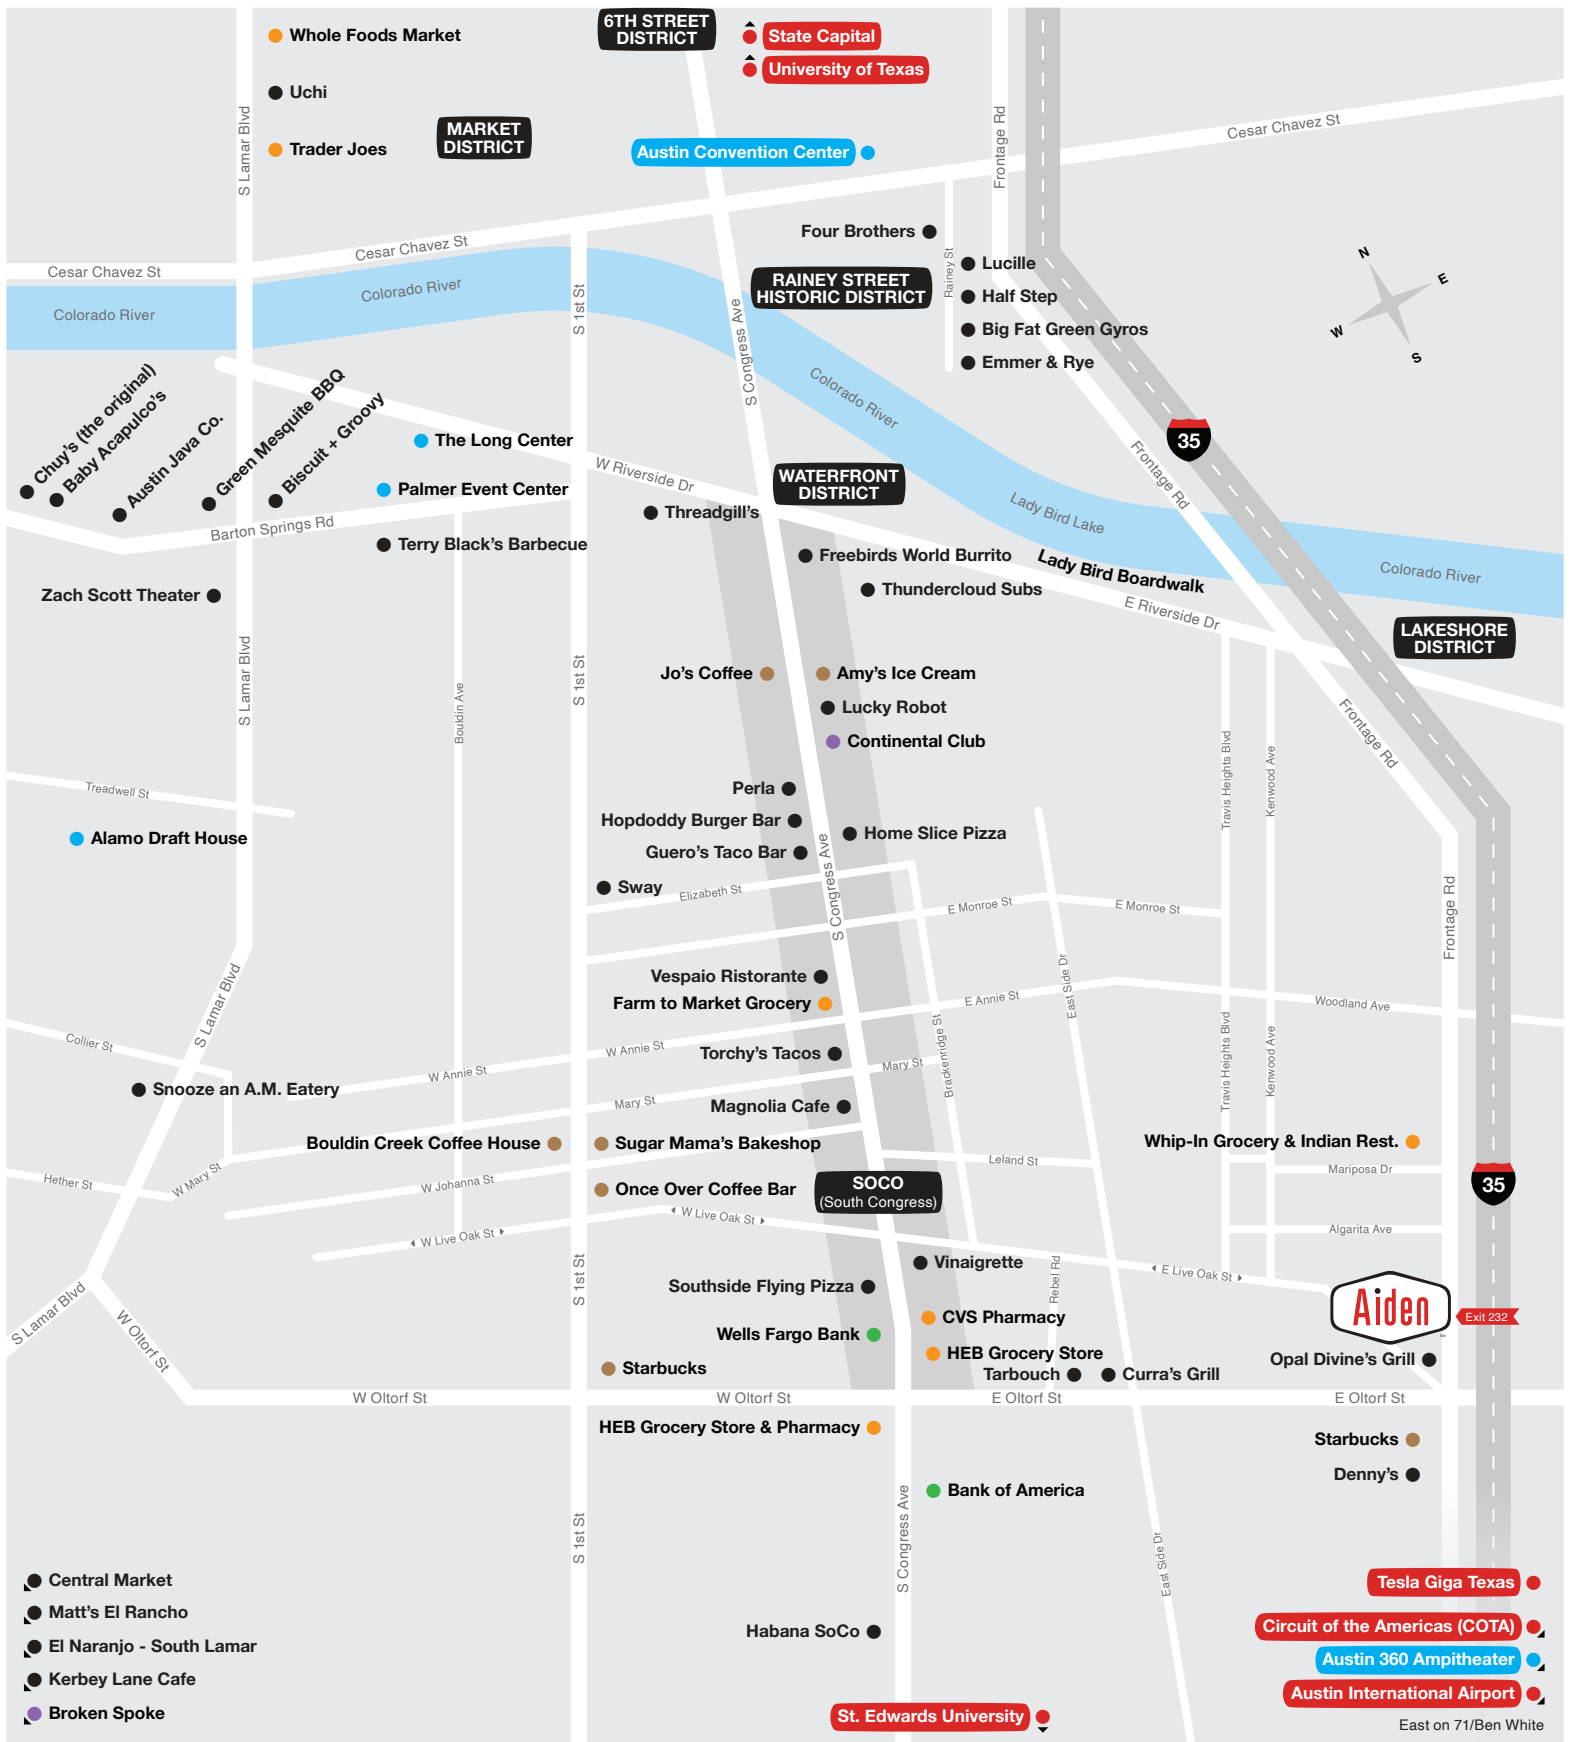 6TH STREET
DISTRICT
State Capital
University of Texas
Whole Foods Market
Uchi
Trader Joes
MARKET
DISTRICT
Austin Convention Center
S Lamar Blvd
Frontage Rd
Cesar Chavez St
Cesar Chavez St
Cesar Chavez St
Colorado River
Colorado River
S 1st St
S Congress Ave
Four Brothers
Rainey St
Lucille
Half Step
Big Fat Green Gyros
Emmer & Rye
RAINEY STREET
HISTORIC DISTRICT
N
E
W
S
Colorado River
35
Frontage Rd
Chuy's (the original)
Baby Acapulco's
Austin Java Co.
Green Mesquite BBQ
Biscuit + Groovy
The Long Center
Palmer Event Center
Barton Springs Rd
Terry Black's Barbecue
Zach Scott Theater
W Riverside Dr
WATERFRONT
DISTRICT
Threadgill's
Freebirds World Burrito
Thundercloud Subs
Lady Bird Lake
Lady Bird Boardwalk
E Riverside Dr
Colorado River
LAKESHORE
DISTRICT
S Lamar Blvd
Bouldin Ave
S 1st St
Jo's Coffee
Amy's Ice Cream
Lucky Robot
Continental Club
Travis Heights Blvd
Kenwood Ave
Frontage Rd
Treadwell St
Alamo Draft House
Perla
Hopdoddy Burger Bar
Guero's Taco Bar
Home Slice Pizza
S Congress Ave
Sway
Elizabeth St
E Monroe St
E Monroe St
Frontage Rd
S Lamar Blvd
Vespaio Ristorante
Farm to Market Grocery
E Annie St
East Side Dr
Woodland Ave
Collier St
W Annie St
W Annie St
Torchy's Tacos
Mary St
Brackenridge St
Travis Heights Blvd
Kenwood Ave
Snooze an A.M. Eatery
Mary St
Magnolia Cafe
Bouldin Creek Coffee House
Sugar Mama's Bakeshop
Whip-In Grocery & Indian Rest.
Leland St
Mariposa Dr
Hether St
W Mary St
W Johanna St
Once Over Coffee Bar
SOCO
(South Congress)
35
W Live Oak St
W Live Oak St
Algarita Ave
S 1st St
Vinaigrette
Southside Flying Pizza
Rebel Rd
E Live Oak St
CVS Pharmacy
Wells Fargo Bank
HEB Grocery Store
Aiden
Exit 232
S Lamar Blvd
W Oltorf St
Starbucks
Tarbouch
Curra's Grill
Opal Divine's Grill
W Oltorf St
W Oltorf St
E Oltorf St
E Oltorf St
HEB Grocery Store & Pharmacy
Starbucks
Denny's
Bank of America
S 1st St
S Congress Ave
East Side Dr
Central Market
Matt's El Rancho
El Naranjo - South Lamar
Kerbey Lane Cafe
Broken Spoke
Habana SoCo
St. Edwards University
Tesla Giga Texas
Circuit of the Americas (COTA)
Austin 360 Ampitheater
Austin International Airport
East on 71/Ben White